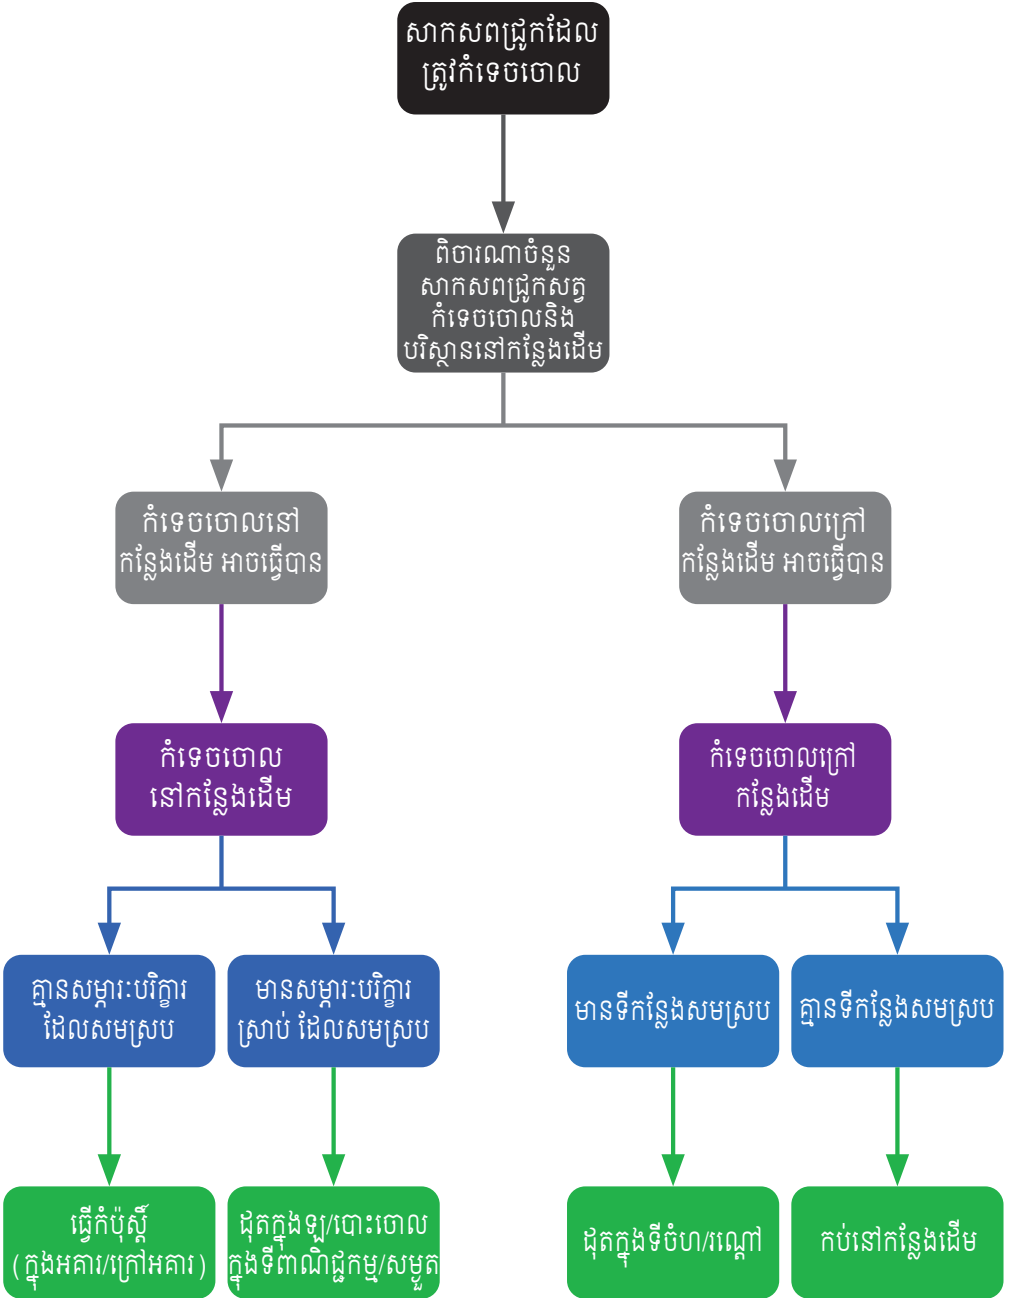 សាកសពជ្រូកដែល
ត្រូវកំទេចចោល
ពិចារណាចំនួន
សាកសពជ្រូកសត្វ
កំទេចចោលនិង
បរិស្ថាននៅកន្លែងដើម
កំទេចចោលនៅ
កន្លែងដើម អាចធ្វើបាន
កំទេចចោលក្រៅ
កន្លែងដើម អាចធ្វើបាន
កំទេចចោល
នៅកន្លែងដើម
កំទេចចោលក្រៅ
កន្លែងដើម
គ្មានសម្ភារៈបរិក្ខារ
ដែលសមស្រប
មានសម្ភារៈបរិក្ខារ
ស្រាប់ ដែលសមស្រប
មានទីកន្លែងសមស្រប
គ្មានទីកន្លែងសមស្រប
ធ្វើកំប៉ុស្តិ៍
(ក្នុងអគារ/ក្រៅអគារ)
ដុតក្នុងឡ/បោះចោល
ក្នុងទីពាណិជ្ជកម្ម/សម្ងួត
ដុតក្នុងទីចំហ/រណ្តៅ
កប់នៅកន្លែងដើម